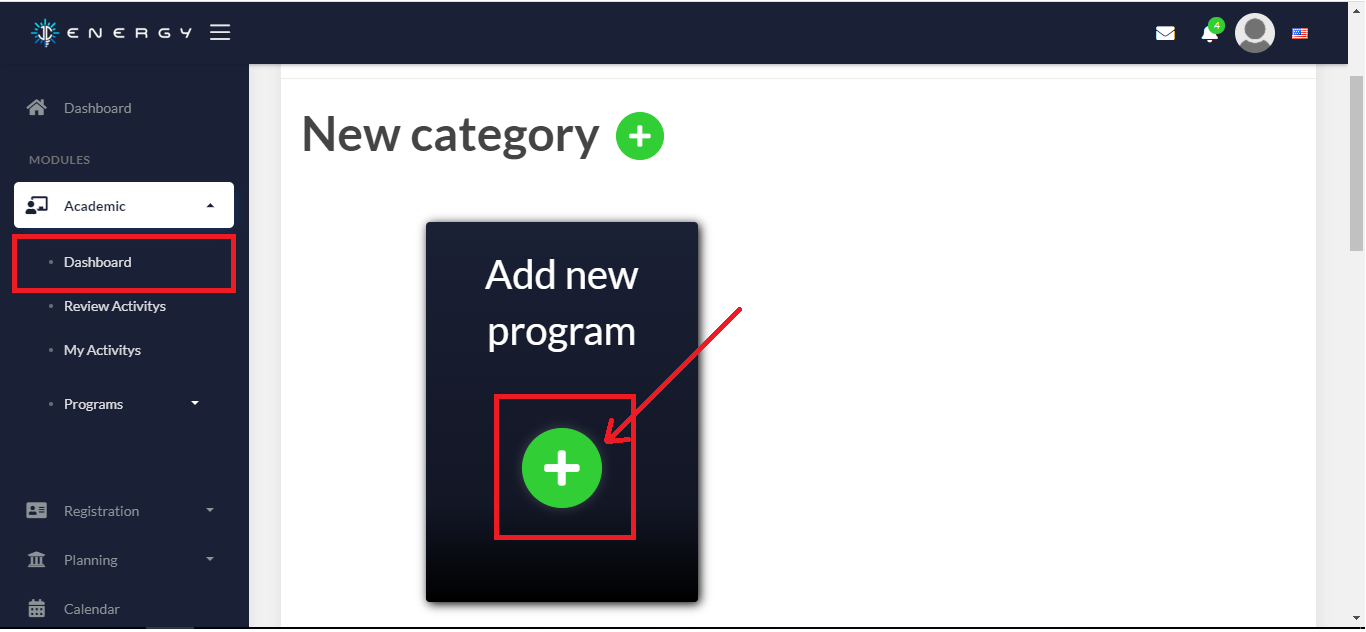 JC ENERGY
4
Dashboard
MODULES
Academic
Dashboard
Review Activitys
My Activitys
Programs
Registration
Planning
Calendar
New category
Add new
program